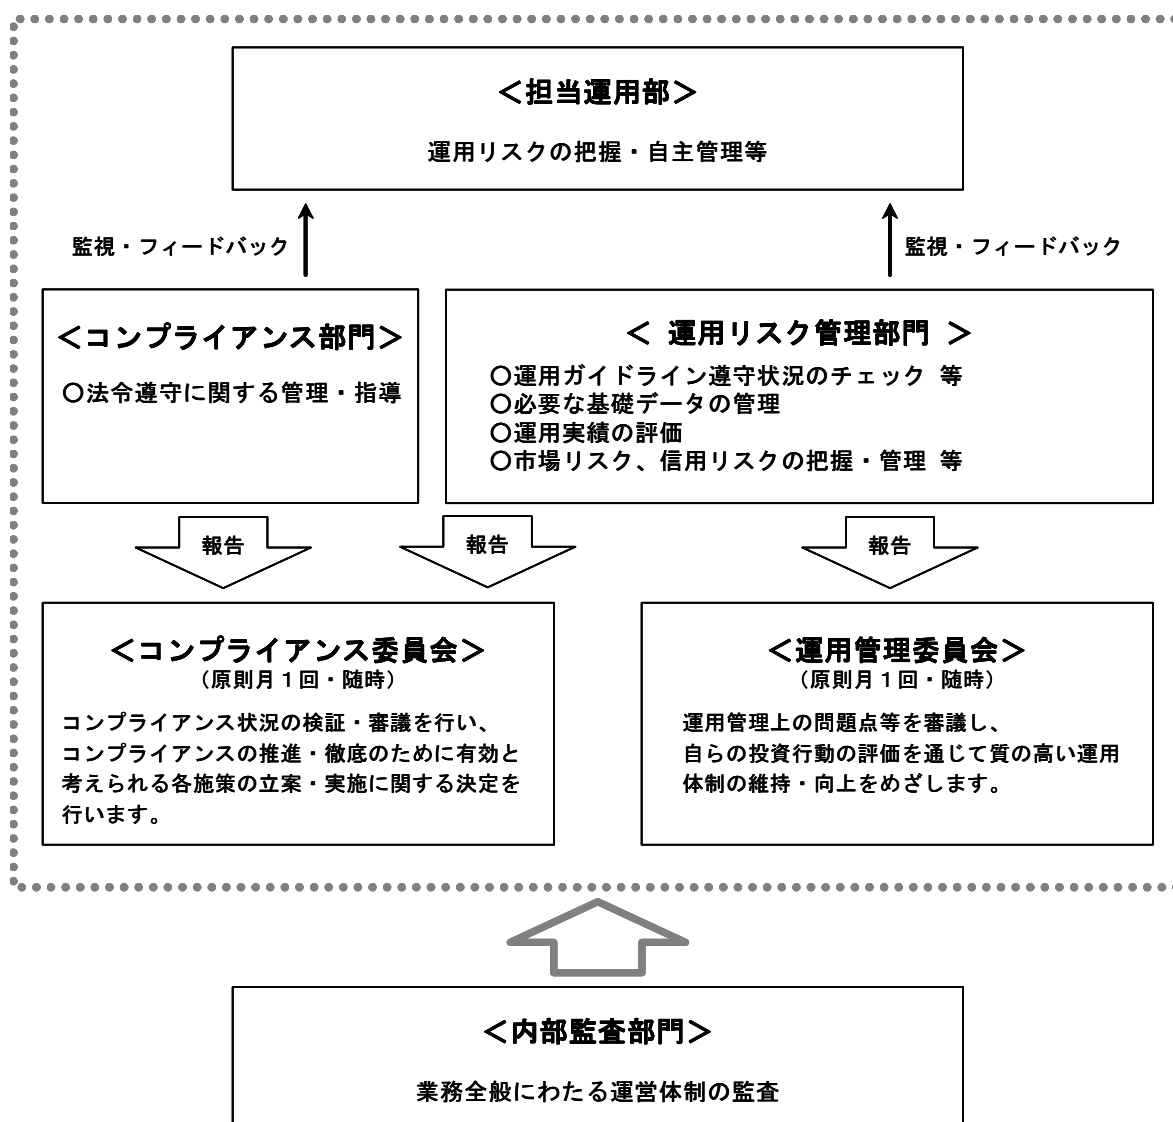 ＜担当運用部＞
運用リスクの把握・自主管理等
監視・フィードバック
監視・フィードバック
＜コンプライアンス部門＞
〇法令遵守に関する管理・指導
＜ 運用リスク管理部門 ＞
〇運用ガイドライン遵守状況のチェック 等
〇必要な基礎データの管理
〇運用実績の評価
〇市場リスク、信用リスクの把握・管理 等
報告
報告
報告
＜コンプライアンス委員会＞
（原則月１回・随時）
コンプライアンス状況の検証・審議を行い、
コンプライアンスの推進・徹底のために有効と
考えられる各施策の立案・実施に関する決定を
行います。
＜運用管理委員会＞
（原則月１回・随時）
運用管理上の問題点等を審議し、
自らの投資行動の評価を通じて質の高い運用
体制の維持・向上をめざします。
＜内部監査部門＞
業務全般にわたる運営体制の監査